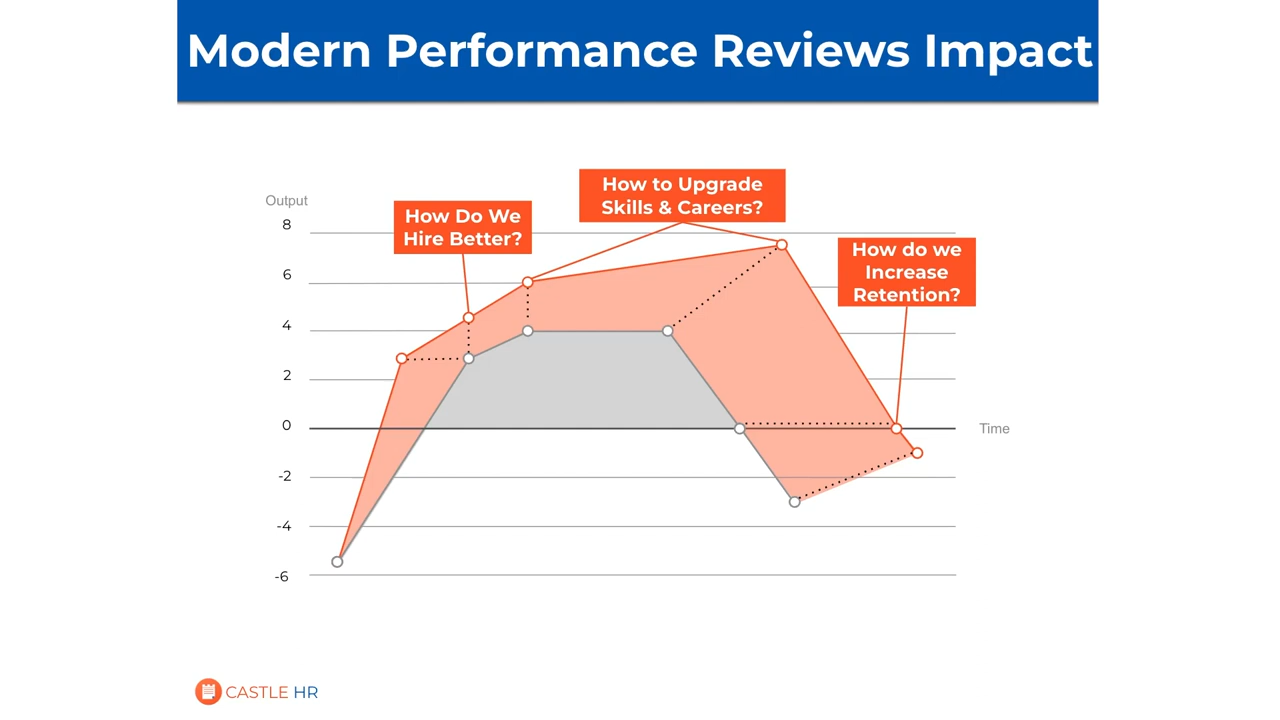 Modern Performance Reviews Impact
Output
8
6
4
2
0
-2
-4
-6
How Do We
Hire Better?
How to Upgrade
Skills & Careers?
How do we
Increase
Retention?
Time
CASTLE HR